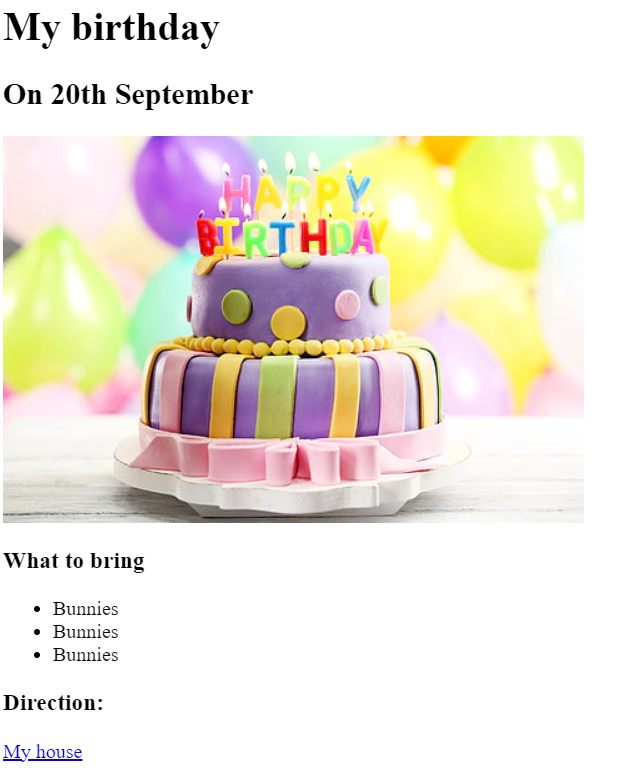 My birthday
On 20th September
HAPPY
BIRTHDAY
What to bring
Bunnies
Bunnies
Bunnies
Direction:
My house